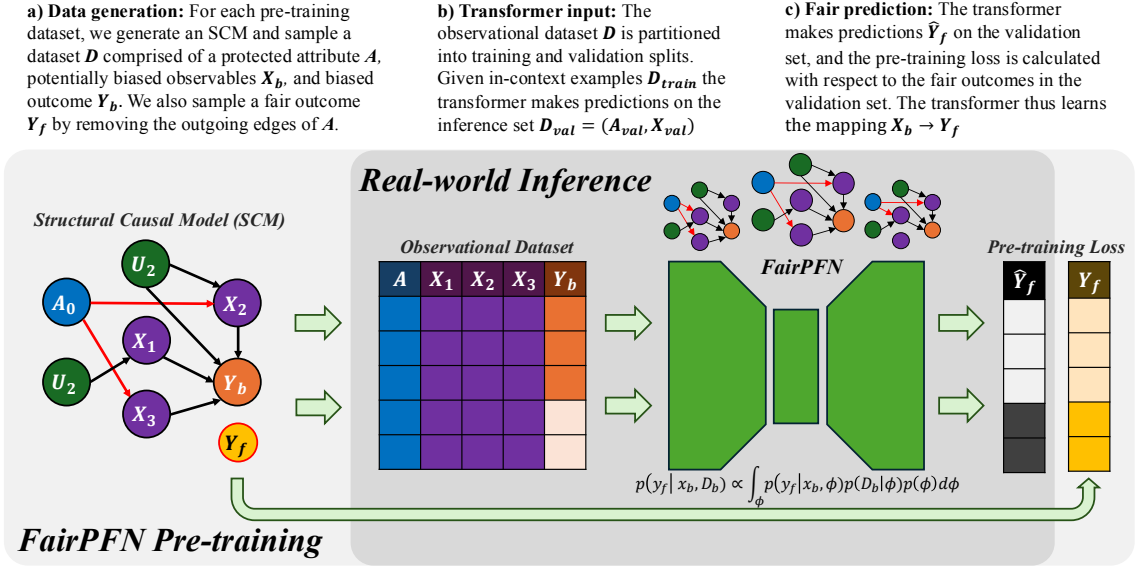 a) Data generation: For each pre-training
dataset, we generate an SCM and sample a
dataset D comprised of a protected attribute A,
potentially biased observables X_b, and biased
outcome Y_b. We also sample a fair outcome
Y_f by removing the outgoing edges of A.
b) Transformer input: The
observational dataset D is partitioned
into training and validation splits.
Given in-context examples D_train the
transformer makes predictions on the
inference set D_val = (A_val, X_val)
c) Fair prediction: The transformer
makes predictions Ŷ_f on the validation
set, and the pre-training loss is calculated
with respect to the fair outcomes in the
validation set. The transformer thus learns
the mapping X_b → Y_f
Real-world Inference
Structural Causal Model (SCM)
U_2
A_0
X_2
X_1
U_2
Y_b
X_3
Y_f
Observational Dataset
A X_1 X_2 X_3 Y_b
FairPFN
p(y_f| x_b, D_b) ∝ ∫_ϕ p(y_f|x_b, ϕ)p(D_b|ϕ)p(ϕ)dϕ
Pre-training Loss
Ŷ_f Y_f
FairPFN Pre-training